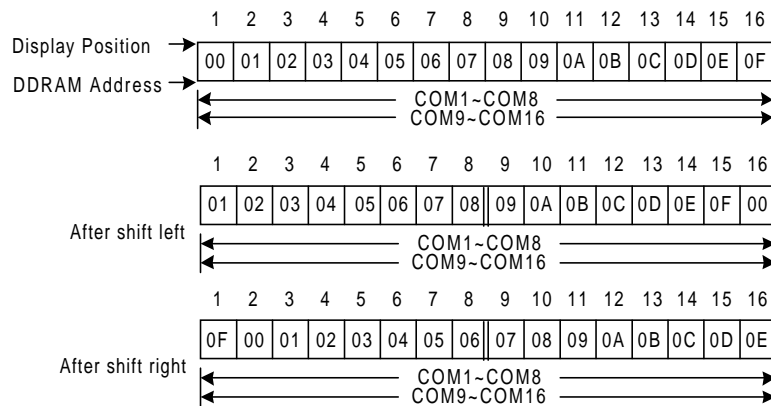 1 2 3 4 5 6 7 8 9 10 11 12 13 14 15 16
Display Position
00 01 02 03 04 05 06 07 08 09 0A 0B 0C 0D 0E 0F
DDRAM Address
COM1~COM8
COM9~COM16
1 2 3 4 5 6 7 8 9 10 11 12 13 14 15 16
01 02 03 04 05 06 07 08 09 0A 0B 0C 0D 0E 0F 00
After shift left
COM1~COM8
COM9~COM16
1 2 3 4 5 6 7 8 9 10 11 12 13 14 15 16
0F 00 01 02 03 04 05 06 07 08 09 0A 0B 0C 0D 0E
After shift right
COM1~COM8
COM9~COM16